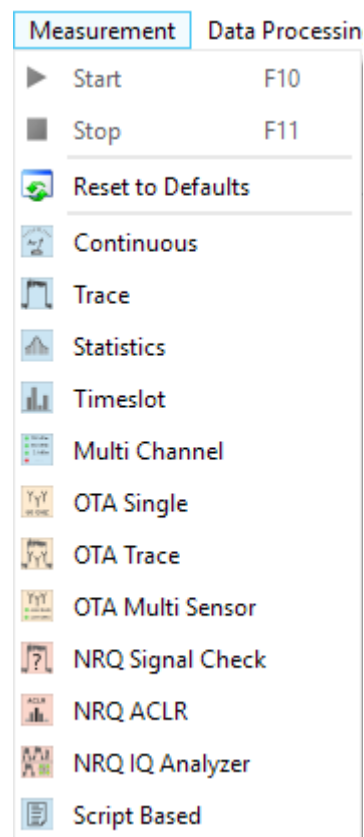 Measurement Data Processin
Start F10
Stop F11
Reset to Defaults
Continuous
Trace
Statistics
Timeslot
Multi Channel
OTA Single
OTA Trace
OTA Multi Sensor
NRQ Signal Check
NRQ ACLR
NRQ IQ Analyzer
Script Based